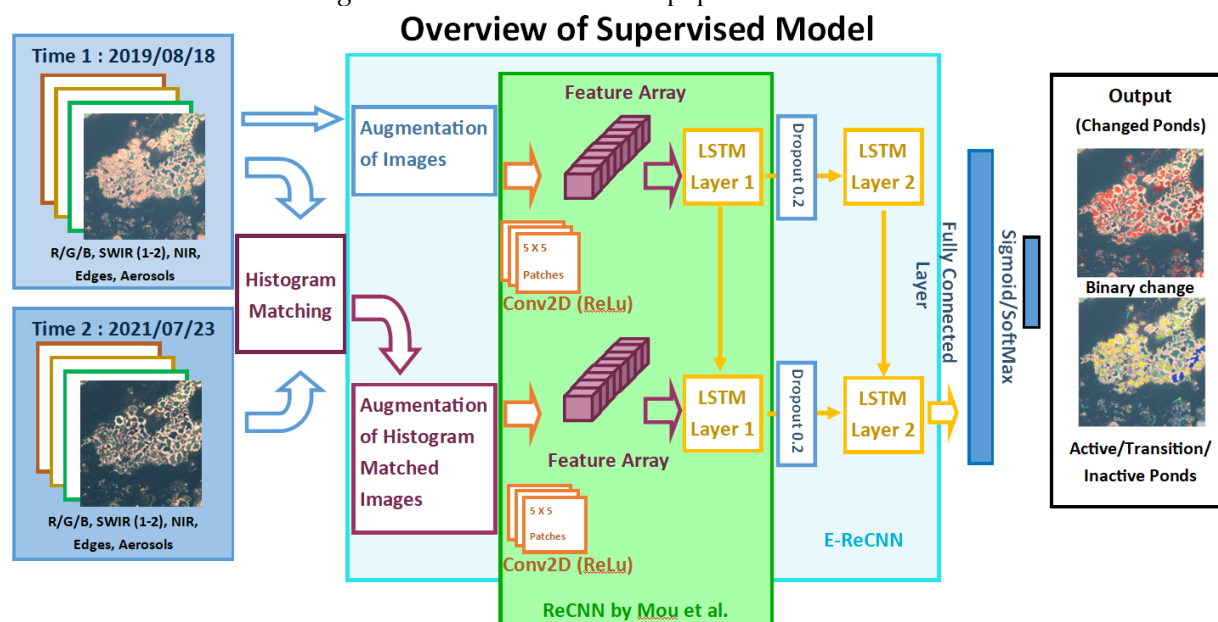 Overview of Supervised Model
Time 1 : 2019/08/18
R/G/B, SWIR (1-2), NIR,
Edges, Aerosols
Time 2 : 2021/07/23
R/G/B, SWIR (1-2), NIR,
Edges, Aerosols
Histogram
Matching
Augmentation
of Images
Augmentation
of Histogram
Matched
Images
Feature Array
5 X 5
Patches
Conv2D (ReLu)
LSTM
Layer 1
Dropout 0.2
LSTM
Layer 2
Feature Array
5 X 5
Patches
Conv2D (ReLu)
LSTM
Layer 1
Dropout 0.2
LSTM
Layer 2
E-ReCNN
ReCNN by Mou et al.
Fully Connected
Layer
Sigmoid/SoftMax
Output
(Changed Ponds)
Binary change
Active/Transition/
Inactive Ponds